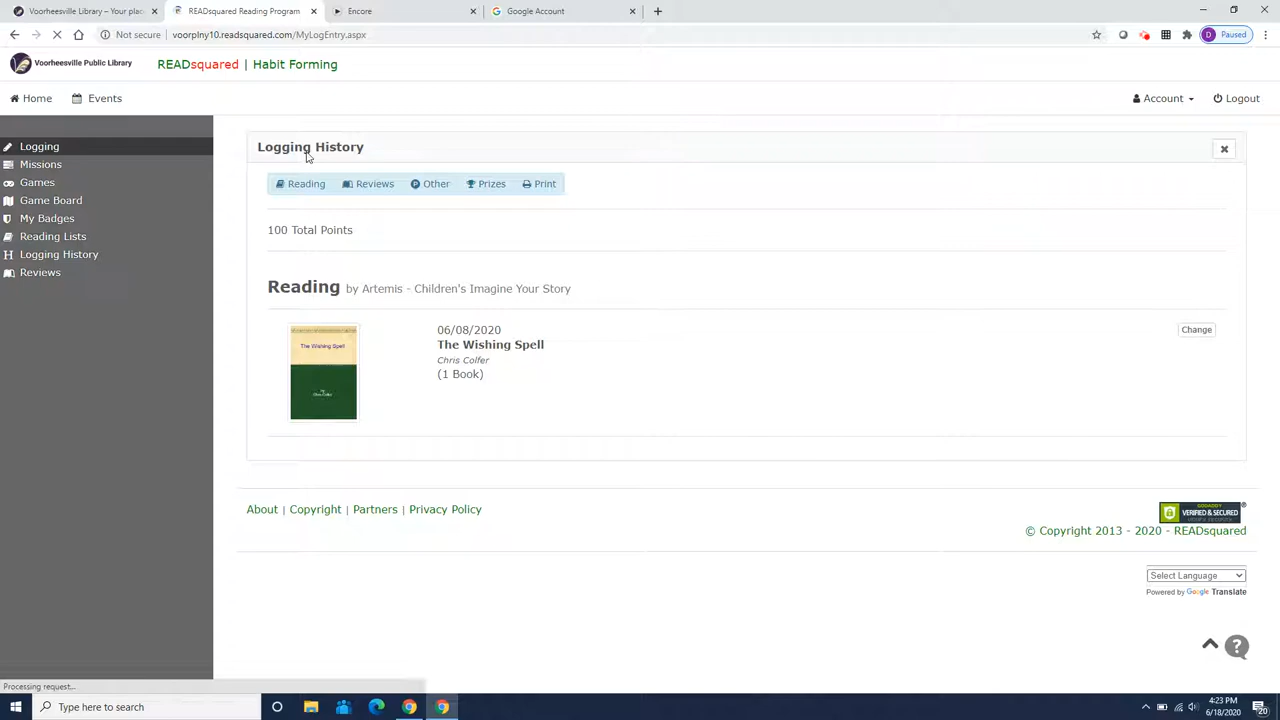 Voorheesville Library – Your plac
READsquared Reading Program
Encore
Google Account
Not secure voorplny10.readsquared.com/MyLogEntry.aspx
D Paused
Voorheesville Public Library
READsquared | Habit Forming
Home Events
Account Logout
Logging
Missions
Games
Game Board
My Badges
Reading Lists
H Logging History
Reviews
Logging History
Reading Reviews P Other Prizes Print
100 Total Points
Reading by Artemis - Children's Imagine Your Story
The Wishing Spell
Chris Colfer
06/08/2020
The Wishing Spell
Chris Colfer
(1 Book)
Change
About | Copyright | Partners | Privacy Policy
VERIFIED & SECURED
© Copyright 2013 - 2020 - READsquared
Select Language
Powered by Google Translate
?
Processing request...
Type here to search
4:23 PM
6/18/2020
20